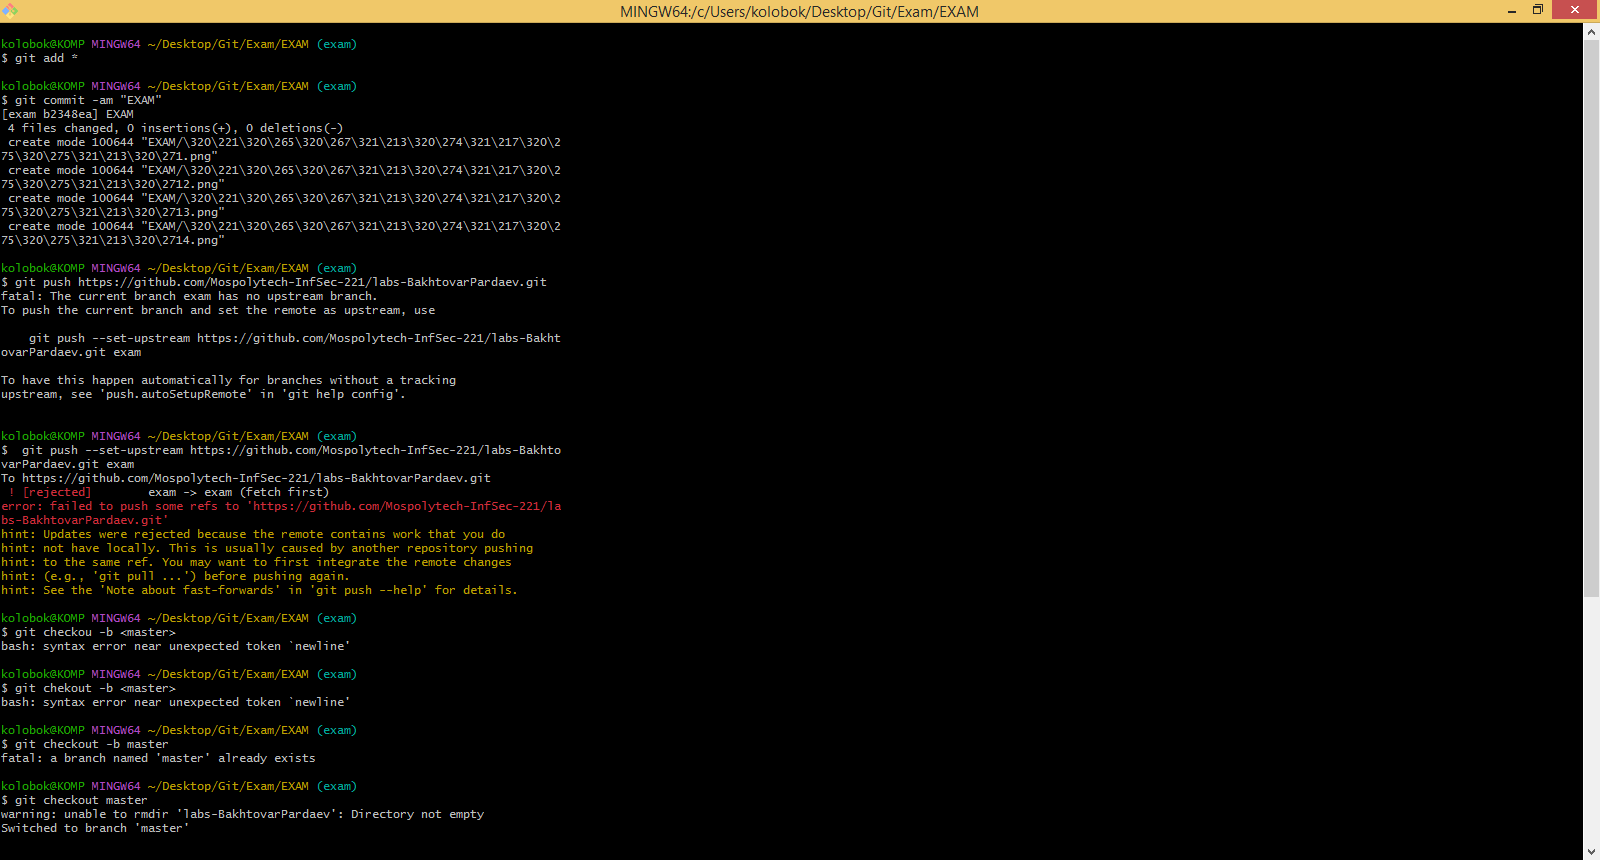 MINGW64:/c/Users/kolobok/Desktop/Git/Exam/EXAM
kolobok@KOMP MINGW64 ~/Desktop/Git/Exam/EXAM (exam)
$ git add *
kolobok@KOMP MINGW64 ~/Desktop/Git/Exam/EXAM (exam)
$ git commit -am "EXAM"
[exam b2348ea] EXAM
 4 files changed, 0 insertions(+), 0 deletions(-)
 create mode 100644 "EXAM/\320\221\320\265\320\267\321\213\320\274\321\217\320\2
75\320\275\321\213\320\271.png"
 create mode 100644 "EXAM/\320\221\320\265\320\267\321\213\320\274\321\217\320\2
75\320\275\321\213\320\2712.png"
 create mode 100644 "EXAM/\320\221\320\265\320\267\321\213\320\274\321\217\320\2
75\320\275\321\213\320\2713.png"
 create mode 100644 "EXAM/\320\221\320\265\320\267\321\213\320\274\321\217\320\2
75\320\275\321\213\320\2714.png"
kolobok@KOMP MINGW64 ~/Desktop/Git/Exam/EXAM (exam)
$ git push https://github.com/Mospolytech-InfSec-221/labs-BakhtovarPardaev.git
fatal: The current branch exam has no upstream branch.
To push the current branch and set the remote as upstream, use
    git push --set-upstream https://github.com/Mospolytech-InfSec-221/labs-Bakht
ovarPardaev.git exam
To have this happen automatically for branches without a tracking
upstream, see 'push.autoSetupRemote' in 'git help config'.
kolobok@KOMP MINGW64 ~/Desktop/Git/Exam/EXAM (exam)
$  git push --set-upstream https://github.com/Mospolytech-InfSec-221/labs-Bakhto
varPardaev.git exam
To https://github.com/Mospolytech-InfSec-221/labs-BakhtovarPardaev.git
 ! [rejected]        exam -> exam (fetch first)
error: failed to push some refs to 'https://github.com/Mospolytech-InfSec-221/la
bs-BakhtovarPardaev.git'
hint: Updates were rejected because the remote contains work that you do
hint: not have locally. This is usually caused by another repository pushing
hint: to the same ref. You may want to first integrate the remote changes
hint: (e.g., 'git pull ...') before pushing again.
hint: See the 'Note about fast-forwards' in 'git push --help' for details.
kolobok@KOMP MINGW64 ~/Desktop/Git/Exam/EXAM (exam)
$ git checkou -b <master>
bash: syntax error near unexpected token `newline'
kolobok@KOMP MINGW64 ~/Desktop/Git/Exam/EXAM (exam)
$ git chekout -b <master>
bash: syntax error near unexpected token `newline'
kolobok@KOMP MINGW64 ~/Desktop/Git/Exam/EXAM (exam)
$ git checkout -b master
fatal: a branch named 'master' already exists
kolobok@KOMP MINGW64 ~/Desktop/Git/Exam/EXAM (exam)
$ git checkout master
warning: unable to rmdir 'labs-BakhtovarPardaev': Directory not empty
Switched to branch 'master'